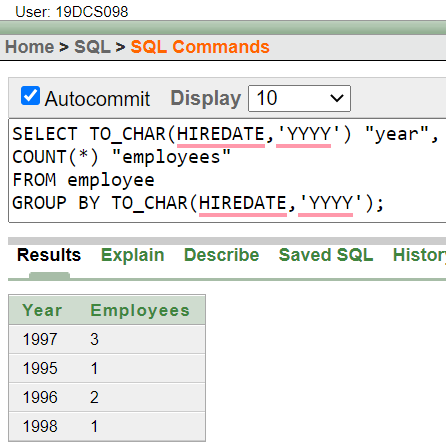 User: 19DCS098
Home > SQL > SQL Commands
Autocommit Display 10
SELECT TO_CHAR(HIREDATE,'YYYY') "year",
COUNT(*) "employees"
FROM employee
GROUP BY TO_CHAR(HIREDATE,'YYYY');
Results Explain Describe Saved SQL History
Year Employees
1997 3
1995 1
1996 2
1998 1